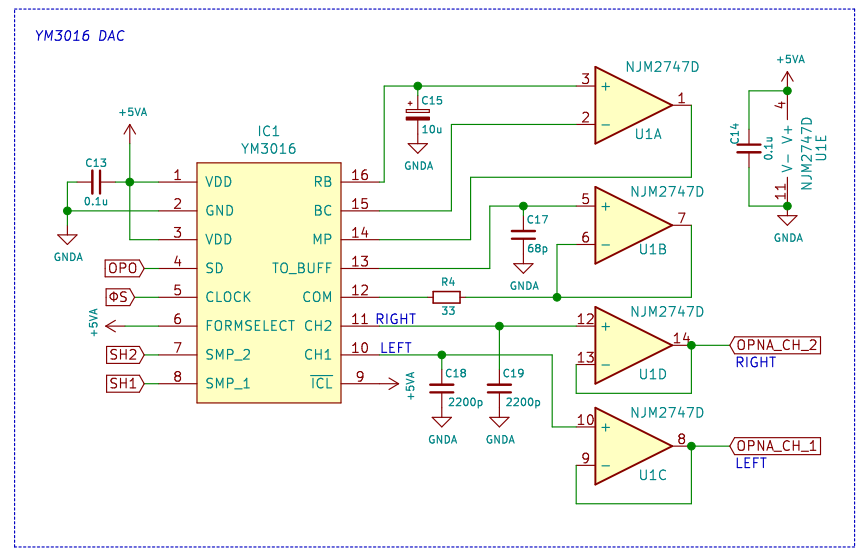 YM3016 DAC
+5VA
C13
0.1u
GNDA
IC1
YM3016
1 VDD RB 16
2 GND BC 15
3 VDD MP 14
4 SD TO_BUFF 13
5 CLOCK COM 12
6 FORMSELECT CH2 11
7 SMP_2 CH1 10
8 SMP_1 ICL 9
OPO
ΦS
+5VA
SH2
SH1
+5VA
RIGHT
LEFT
C15
10u
GNDA
NJM2747D
3 + 1
2 −
U1A
NJM2747D
5 + 7
6 −
U1B
C17
68p
GNDA
R4
33
C18
2200p
GNDA
C19
2200p
GNDA
NJM2747D
12 + 14
13 −
U1D
OPNA_CH_2
RIGHT
NJM2747D
10 + 8
9 −
U1C
OPNA_CH_1
LEFT
+5VA
4
C14
0.1u
V- V+
NJM2747D
U1E
11
GNDA